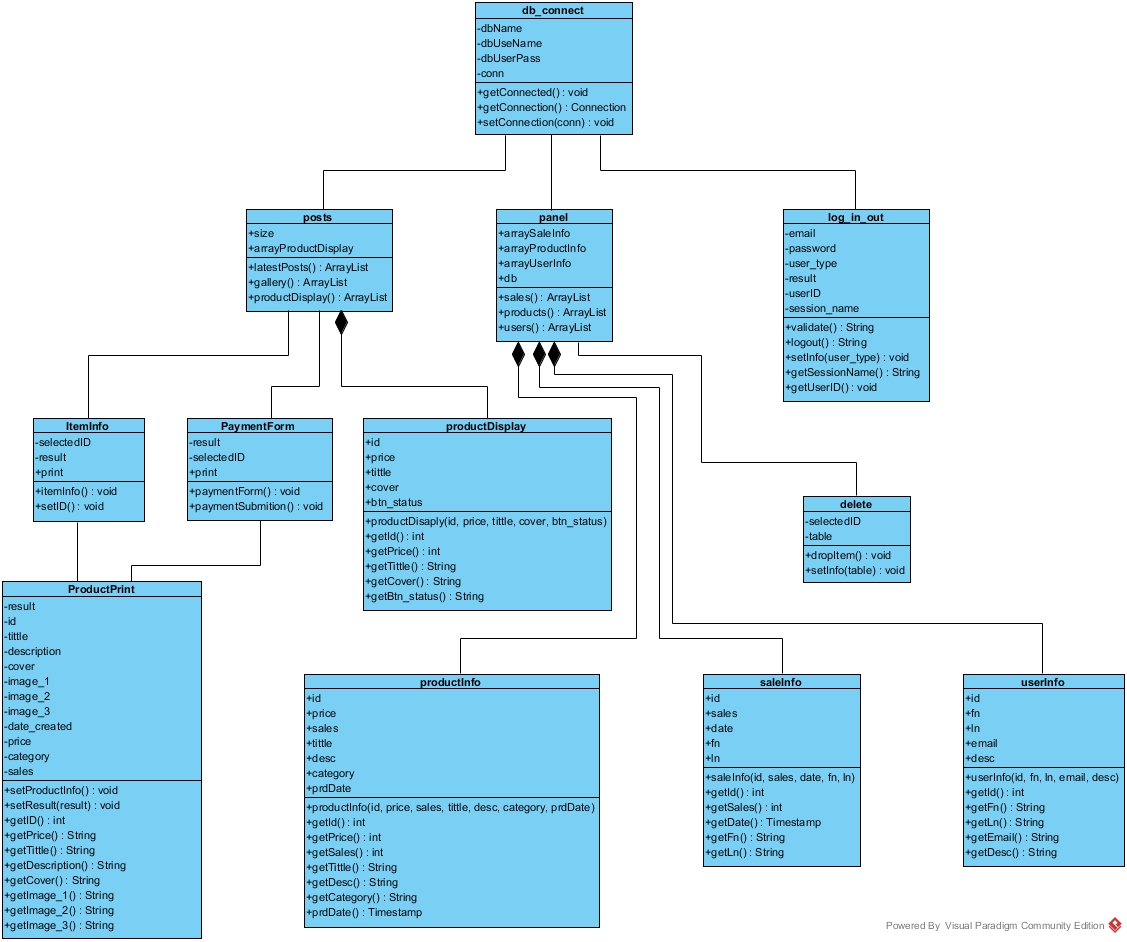 db_connect
-dbName
-dbUseName
-dbUserPass
-conn
+getConnected() : void
+getConnection() : Connection
+setConnection(conn) : void
posts
+size
+arrayProductDisplay
+latestPosts() : ArrayList
+gallery() : ArrayList
+productDisplay() : ArrayList
panel
+arraySaleInfo
+arrayProductInfo
+arrayUserInfo
+db
+sales() : ArrayList
+products() : ArrayList
+users() : ArrayList
log_in_out
-email
-password
-user_type
-result
-userID
-session_name
+validate() : String
+logout() : String
+setInfo(user_type) : void
+getSessionName() : String
+getUserID() : void
ItemInfo
-selectedID
-result
+print
+itemInfo() : void
+setID() : void
PaymentForm
-result
-selectedID
+print
+paymentForm() : void
+paymentSubmition() : void
productDisplay
+id
+price
+tittle
+cover
+btn_status
+productDisaply(id, price, tittle, cover, btn_status)
+getId() : int
+getPrice() : int
+getTittle() : String
+getCover() : String
+getBtn_status() : String
delete
-selectedID
-table
+dropItem() : void
+setInfo(table) : void
ProductPrint
-result
-id
-tittle
-description
-cover
-image_1
-image_2
-image_3
-date_created
-price
-category
-sales
+setProductInfo() : void
+setResult(result) : void
+getID() : int
+getPrice() : String
+getTittle() : String
+getDescription() : String
+getCover() : String
+getImage_1() : String
+getImage_2() : String
+getImage_3() : String
productInfo
+id
+price
+sales
+tittle
+desc
+category
+prdDate
+productInfo(id, price, sales, tittle, desc, category, prdDate)
+getId() : int
+getPrice() : int
+getSales() : int
+getTittle() : String
+getDesc() : String
+getCategory() : String
+prdDate() : Timestamp
saleInfo
+id
+sales
+date
+fn
+ln
+saleInfo(id, sales, date, fn, ln)
+getId() : int
+getSales() : int
+getDate() : Timestamp
+getFn() : String
+getLn() : String
userInfo
+id
+fn
+ln
+email
+desc
+userInfo(id, fn, ln, email, desc)
+getId() : int
+getFn() : String
+getLn() : String
+getEmail() : String
+getDesc() : String
Powered By Visual Paradigm Community Edition